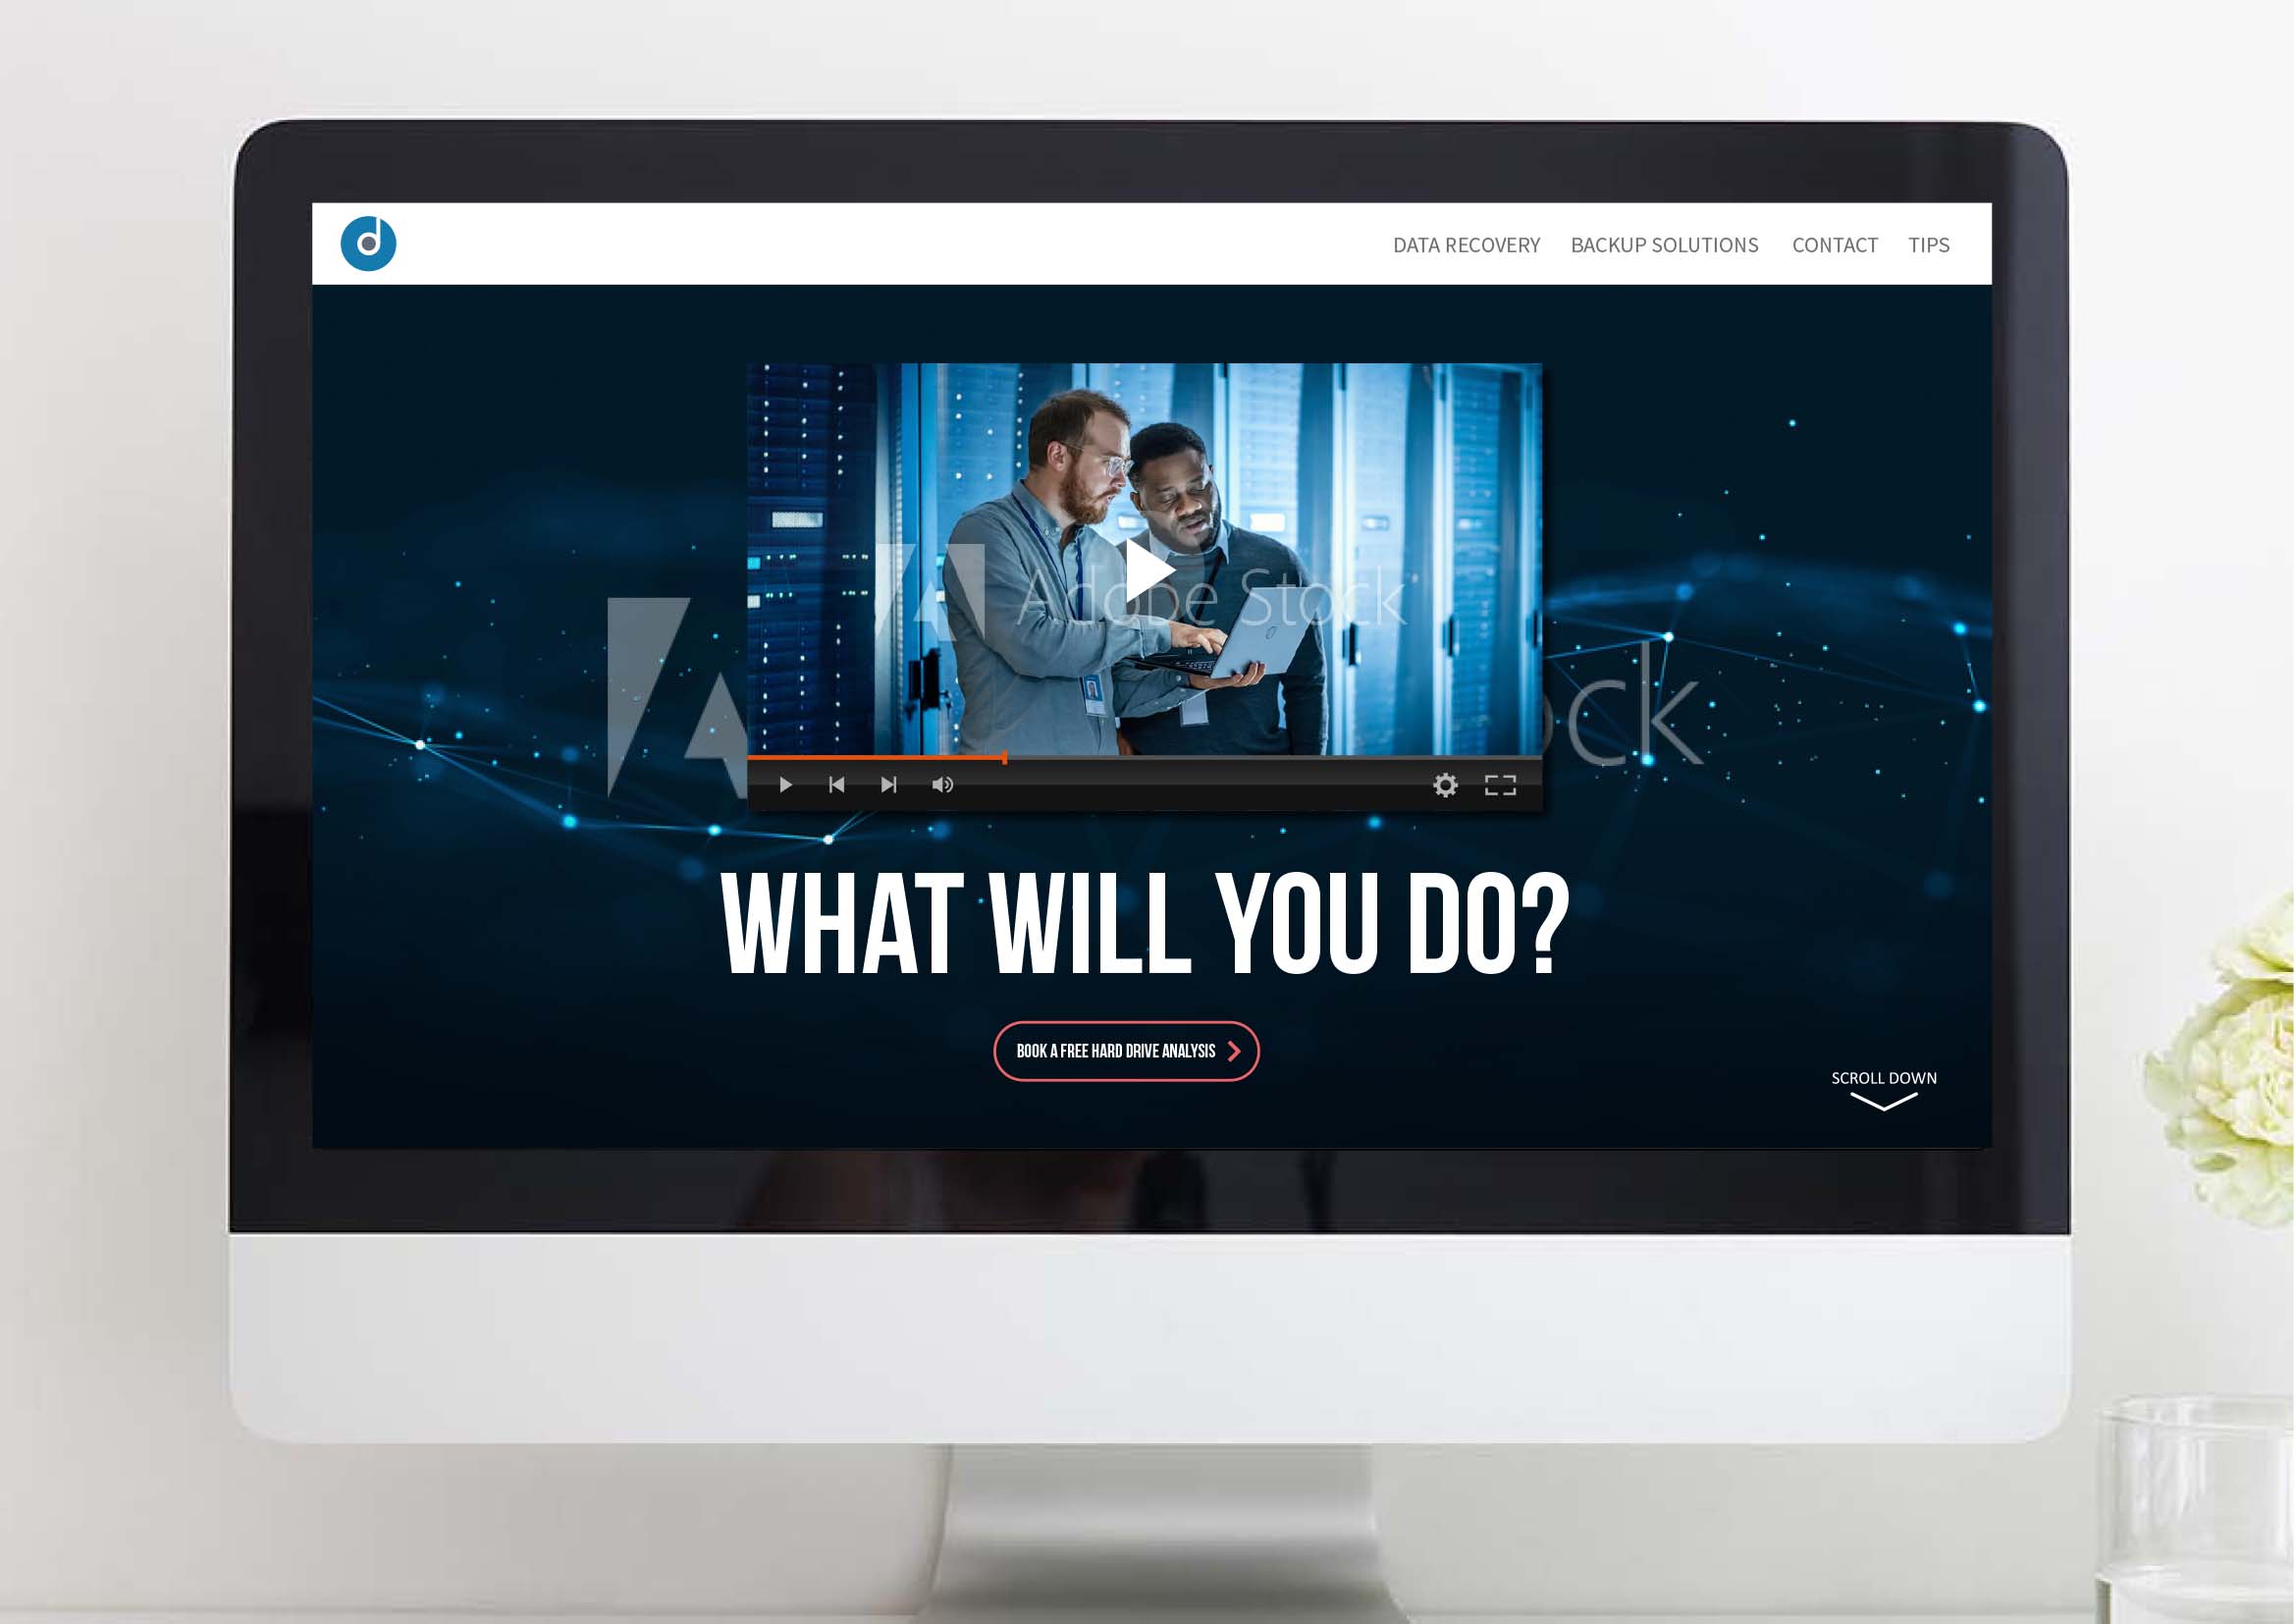 d
DATA RECOVERY BACKUP SOLUTIONS CONTACT TIPS
Adobe Stock
ck
WHAT WILL YOU DO?
BOOK A FREE HARD DRIVE ANALYSIS
SCROLL DOWN